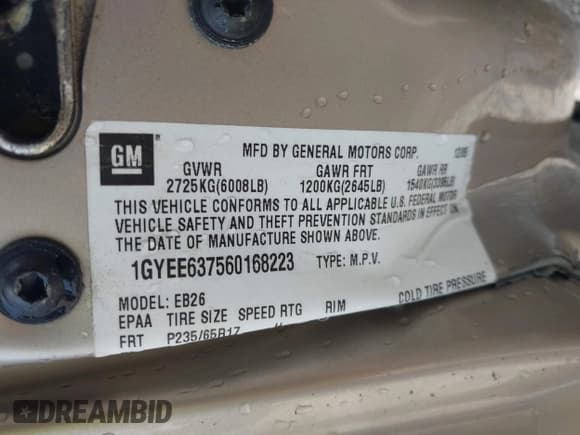 GM ®
MFD BY GENERAL MOTORS CORP. 12/05
GVWR GAWR FRT GAWR RR
2725KG(6008LB) 1200KG(2645LB) 1540KG(3395LB)
THIS VEHICLE CONFORMS TO ALL APPLICABLE U.S. FEDERAL MOTOR
VEHICLE SAFETY AND THEFT PREVENTION STANDARDS IN EFFECT ON
THE DATE OF MANUFACTURE SHOWN ABOVE.
1GYEE637560168223 TYPE: M.P.V.
MODEL: EB26
EPAA TIRE SIZE SPEED RTG RIM COLD TIRE PRESSURE
FRT P235/65R17
DREAMBID